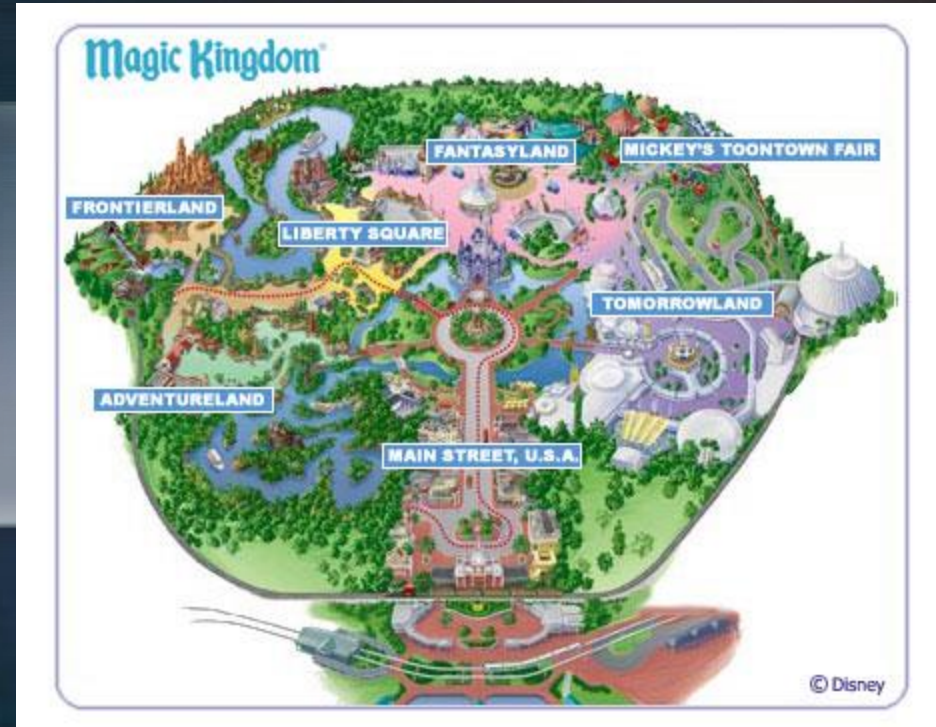 Magic Kingdom®
FANTASYLAND
MICKEY'S TOONTOWN FAIR
FRONTIERLAND
LIBERTY SQUARE
TOMORROWLAND
ADVENTURELAND
MAIN STREET, U.S.A.
© Disney